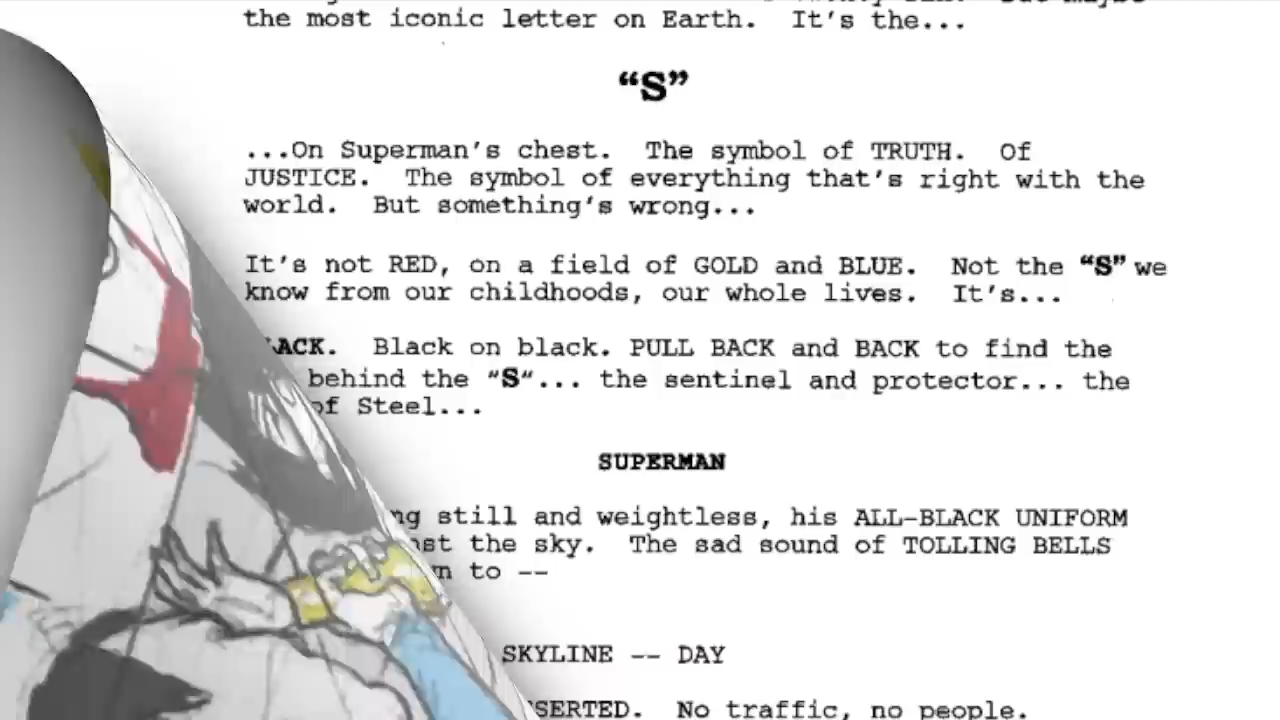 the most iconic letter on Earth.  It's the...
“S”
...On Superman's chest.  The symbol of TRUTH.  Of
JUSTICE.  The symbol of everything that's right with the
world.  But something's wrong...
It's not RED, on a field of GOLD and BLUE.  Not the “S” we
know from our childhoods, our whole lives.  It's...
LACK.  Black on black. PULL BACK and BACK to find the
behind the "S"... the sentinel and protector... the
of Steel...
SUPERMAN
ng still and weightless, his ALL-BLACK UNIFORM
st the sky.  The sad sound of TOLLING BELLS
n to --
SKYLINE -- DAY
SERTED.  No traffic, no people.